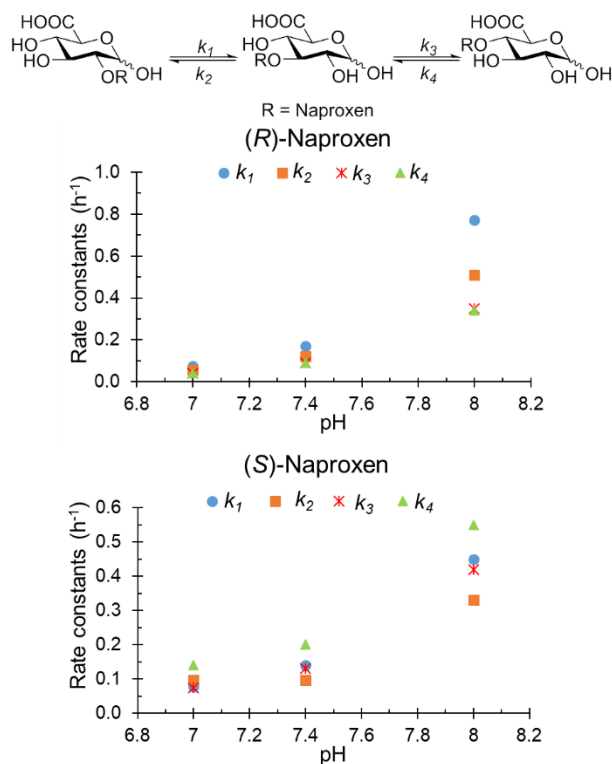 HOOC HOOC HOOC
HO O k1 HO O k3 RO O
HO OH k2 RO OH k4 HO OH
RO OH OH
R = Naproxen
(R)-Naproxen
k1 k2 k3 k4
Rate constants (h-1)
1.0
0.8
0.6
0.4
0.2
0.0
6.8 7 7.2 7.4 7.6 7.8 8 8.2
pH
(S)-Naproxen
k1 k2 k3 k4
Rate constants (h-1)
0.6
0.5
0.4
0.3
0.2
0.1
0.0
6.8 7 7.2 7.4 7.6 7.8 8 8.2
pH